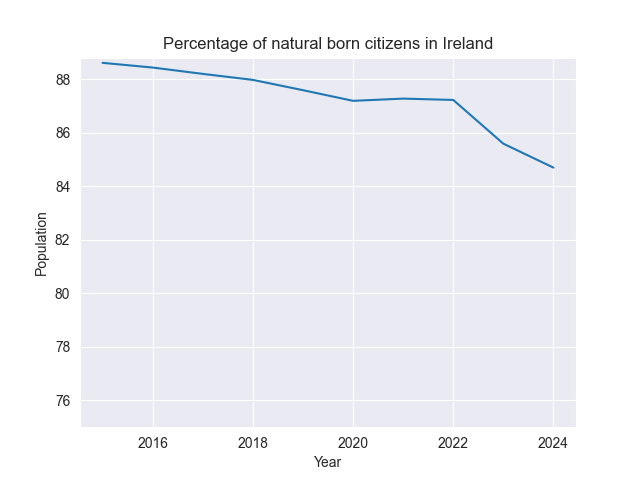 Percentage of natural born citizens in Ireland
88
86
84
82
80
78
76
Population
2016 2018 2020 2022 2024
Year